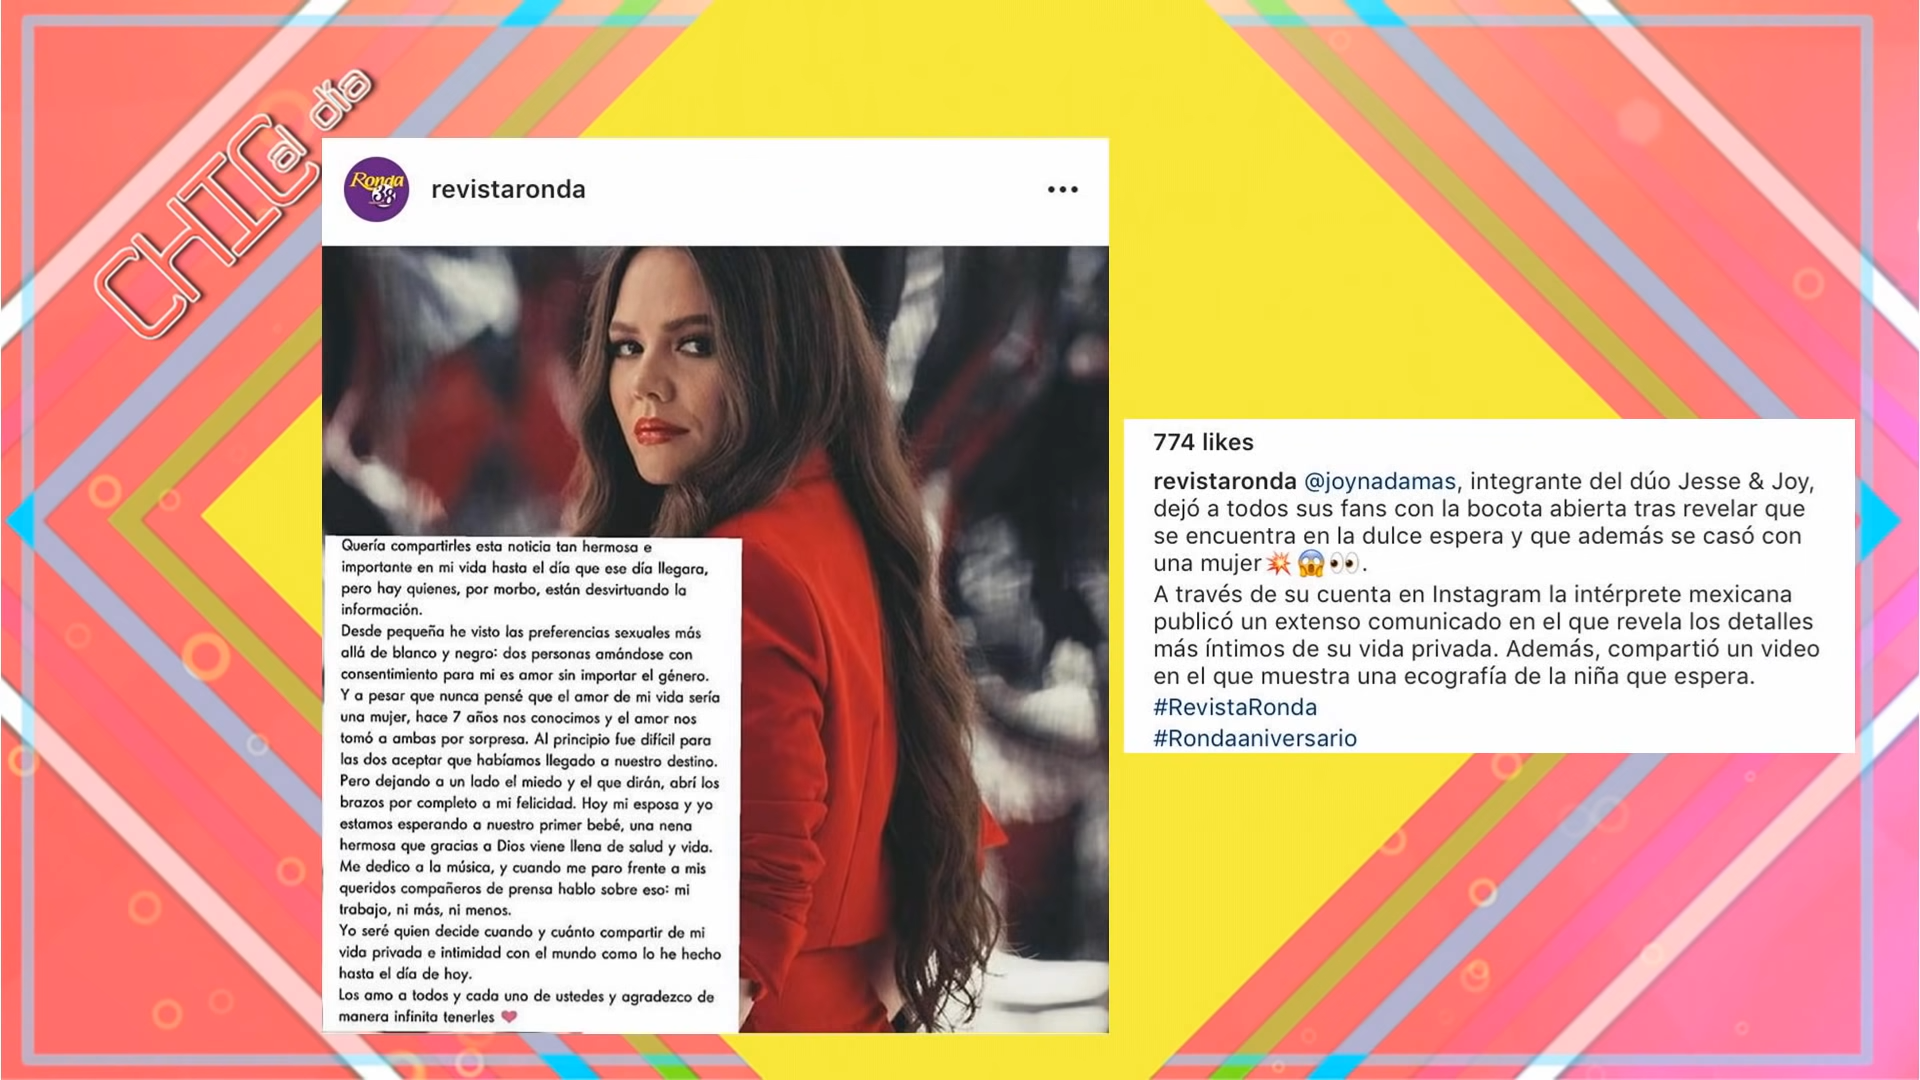 CHIC al día
Ronda
38
revistaronda
Quería compartirles esta noticia tan hermosa e
importante en mi vida hasta el día que ese día llegara,
pero hay quienes, por morbo, están desvirtuando la
información.
Desde pequeña he visto las preferencias sexuales más
allá de blanco y negro: dos personas amándose con
consentimiento para mi es amor sin importar el género.
Y a pesar que nunca pensé que el amor de mi vida sería
una mujer, hace 7 años nos conocimos y el amor nos
tomó a ambas por sorpresa. Al principio fue difícil para
las dos aceptar que habíamos llegado a nuestro destino.
Pero dejando a un lado el miedo y el que dirán, abrí los
brazos por completo a mi felicidad. Hoy mi esposa y yo
estamos esperando a nuestro primer bebé, una nena
hermosa que gracias a Dios viene llena de salud y vida.
Me dedico a la música, y cuando me paro frente a mis
queridos compañeros de prensa hablo sobre eso: mi
trabajo, ni más, ni menos.
Yo seré quien decide cuando y cuánto compartir de mi
vida privada e intimidad con el mundo como lo he hecho
hasta el día de hoy.
Los amo a todos y cada uno de ustedes y agradezco de
manera infinita tenerles ❤
774 likes
revistaronda @joynadamas, integrante del dúo Jesse & Joy,
dejó a todos sus fans con la bocota abierta tras revelar que
se encuentra en la dulce espera y que además se casó con
una mujer💥😱👀.
A través de su cuenta en Instagram la intérprete mexicana
publicó un extenso comunicado en el que revela los detalles
más íntimos de su vida privada. Además, compartió un video
en el que muestra una ecografía de la niña que espera.
#RevistaRonda
#Rondaaniversario